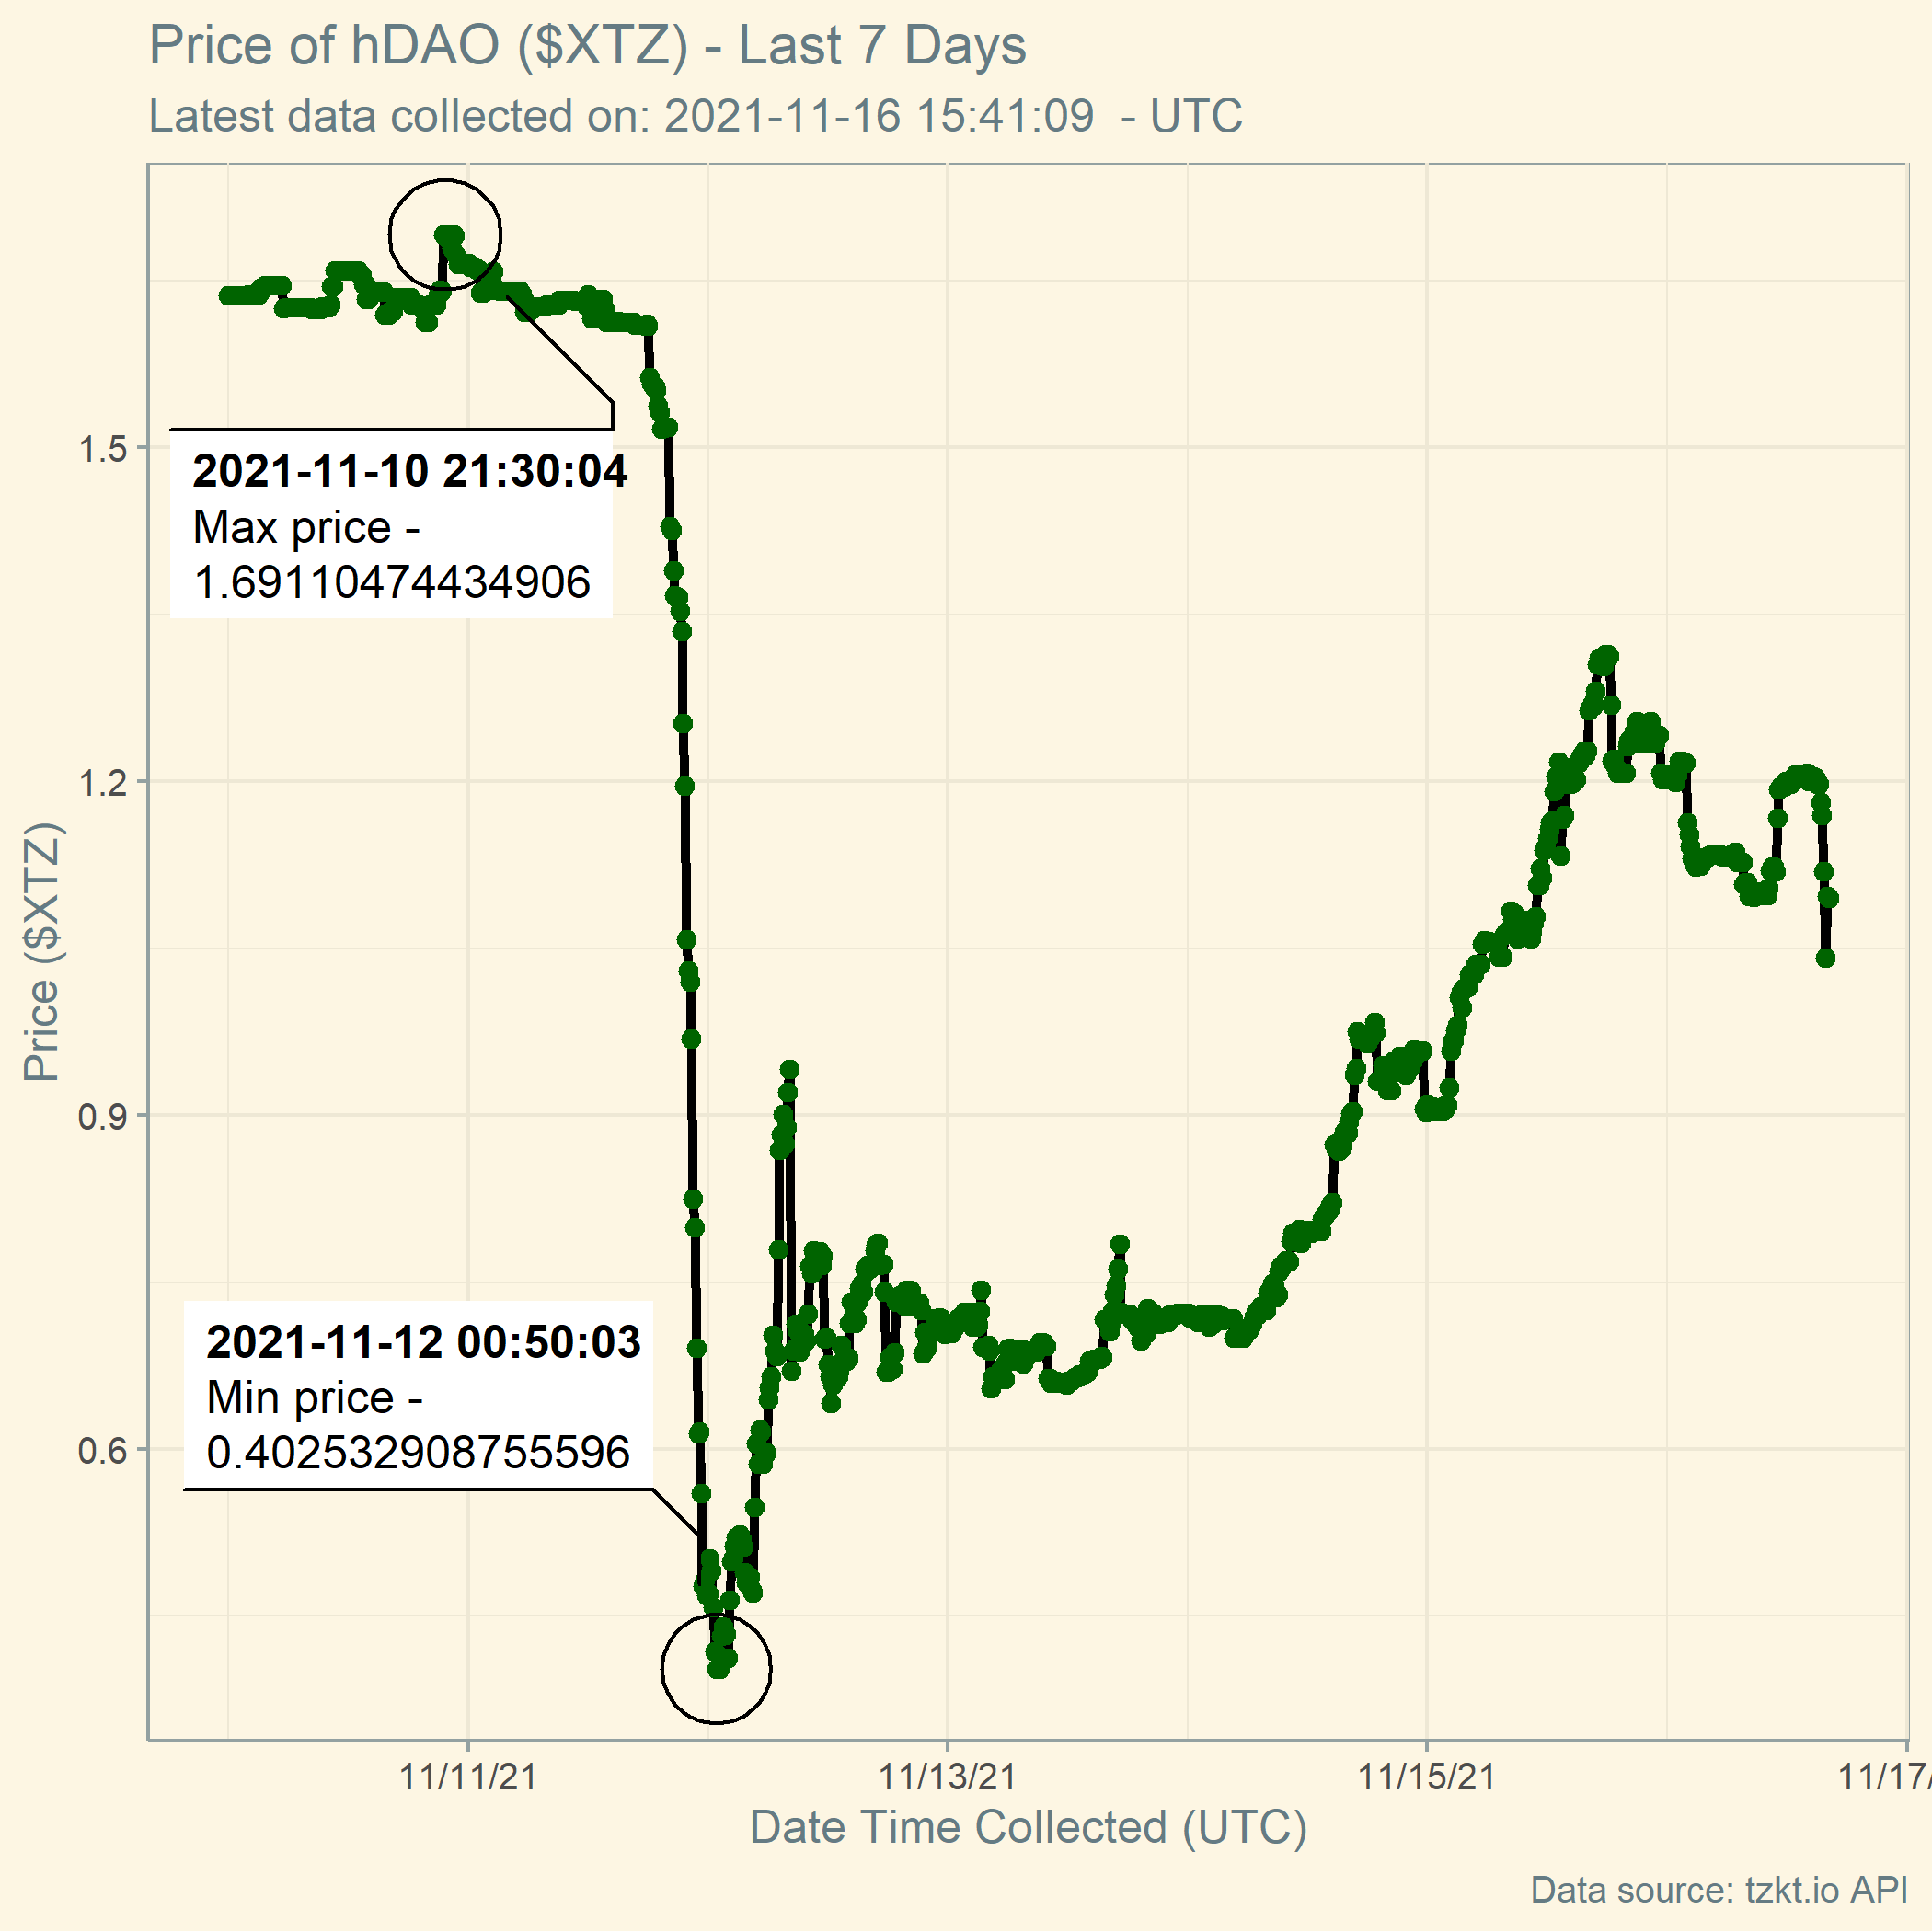 Price of hDAO ($XTZ) - Last 7 Days
Latest data collected on: 2021-11-16 15:41:09  - UTC
1.5
1.2
0.9
0.6
Price ($XTZ)
2021-11-10 21:30:04
Max price -
1.69110474434906
2021-11-12 00:50:03
Min price -
0.402532908755596
11/11/21
11/13/21
11/15/21
11/17/
Date Time Collected (UTC)
Data source: tzkt.io API